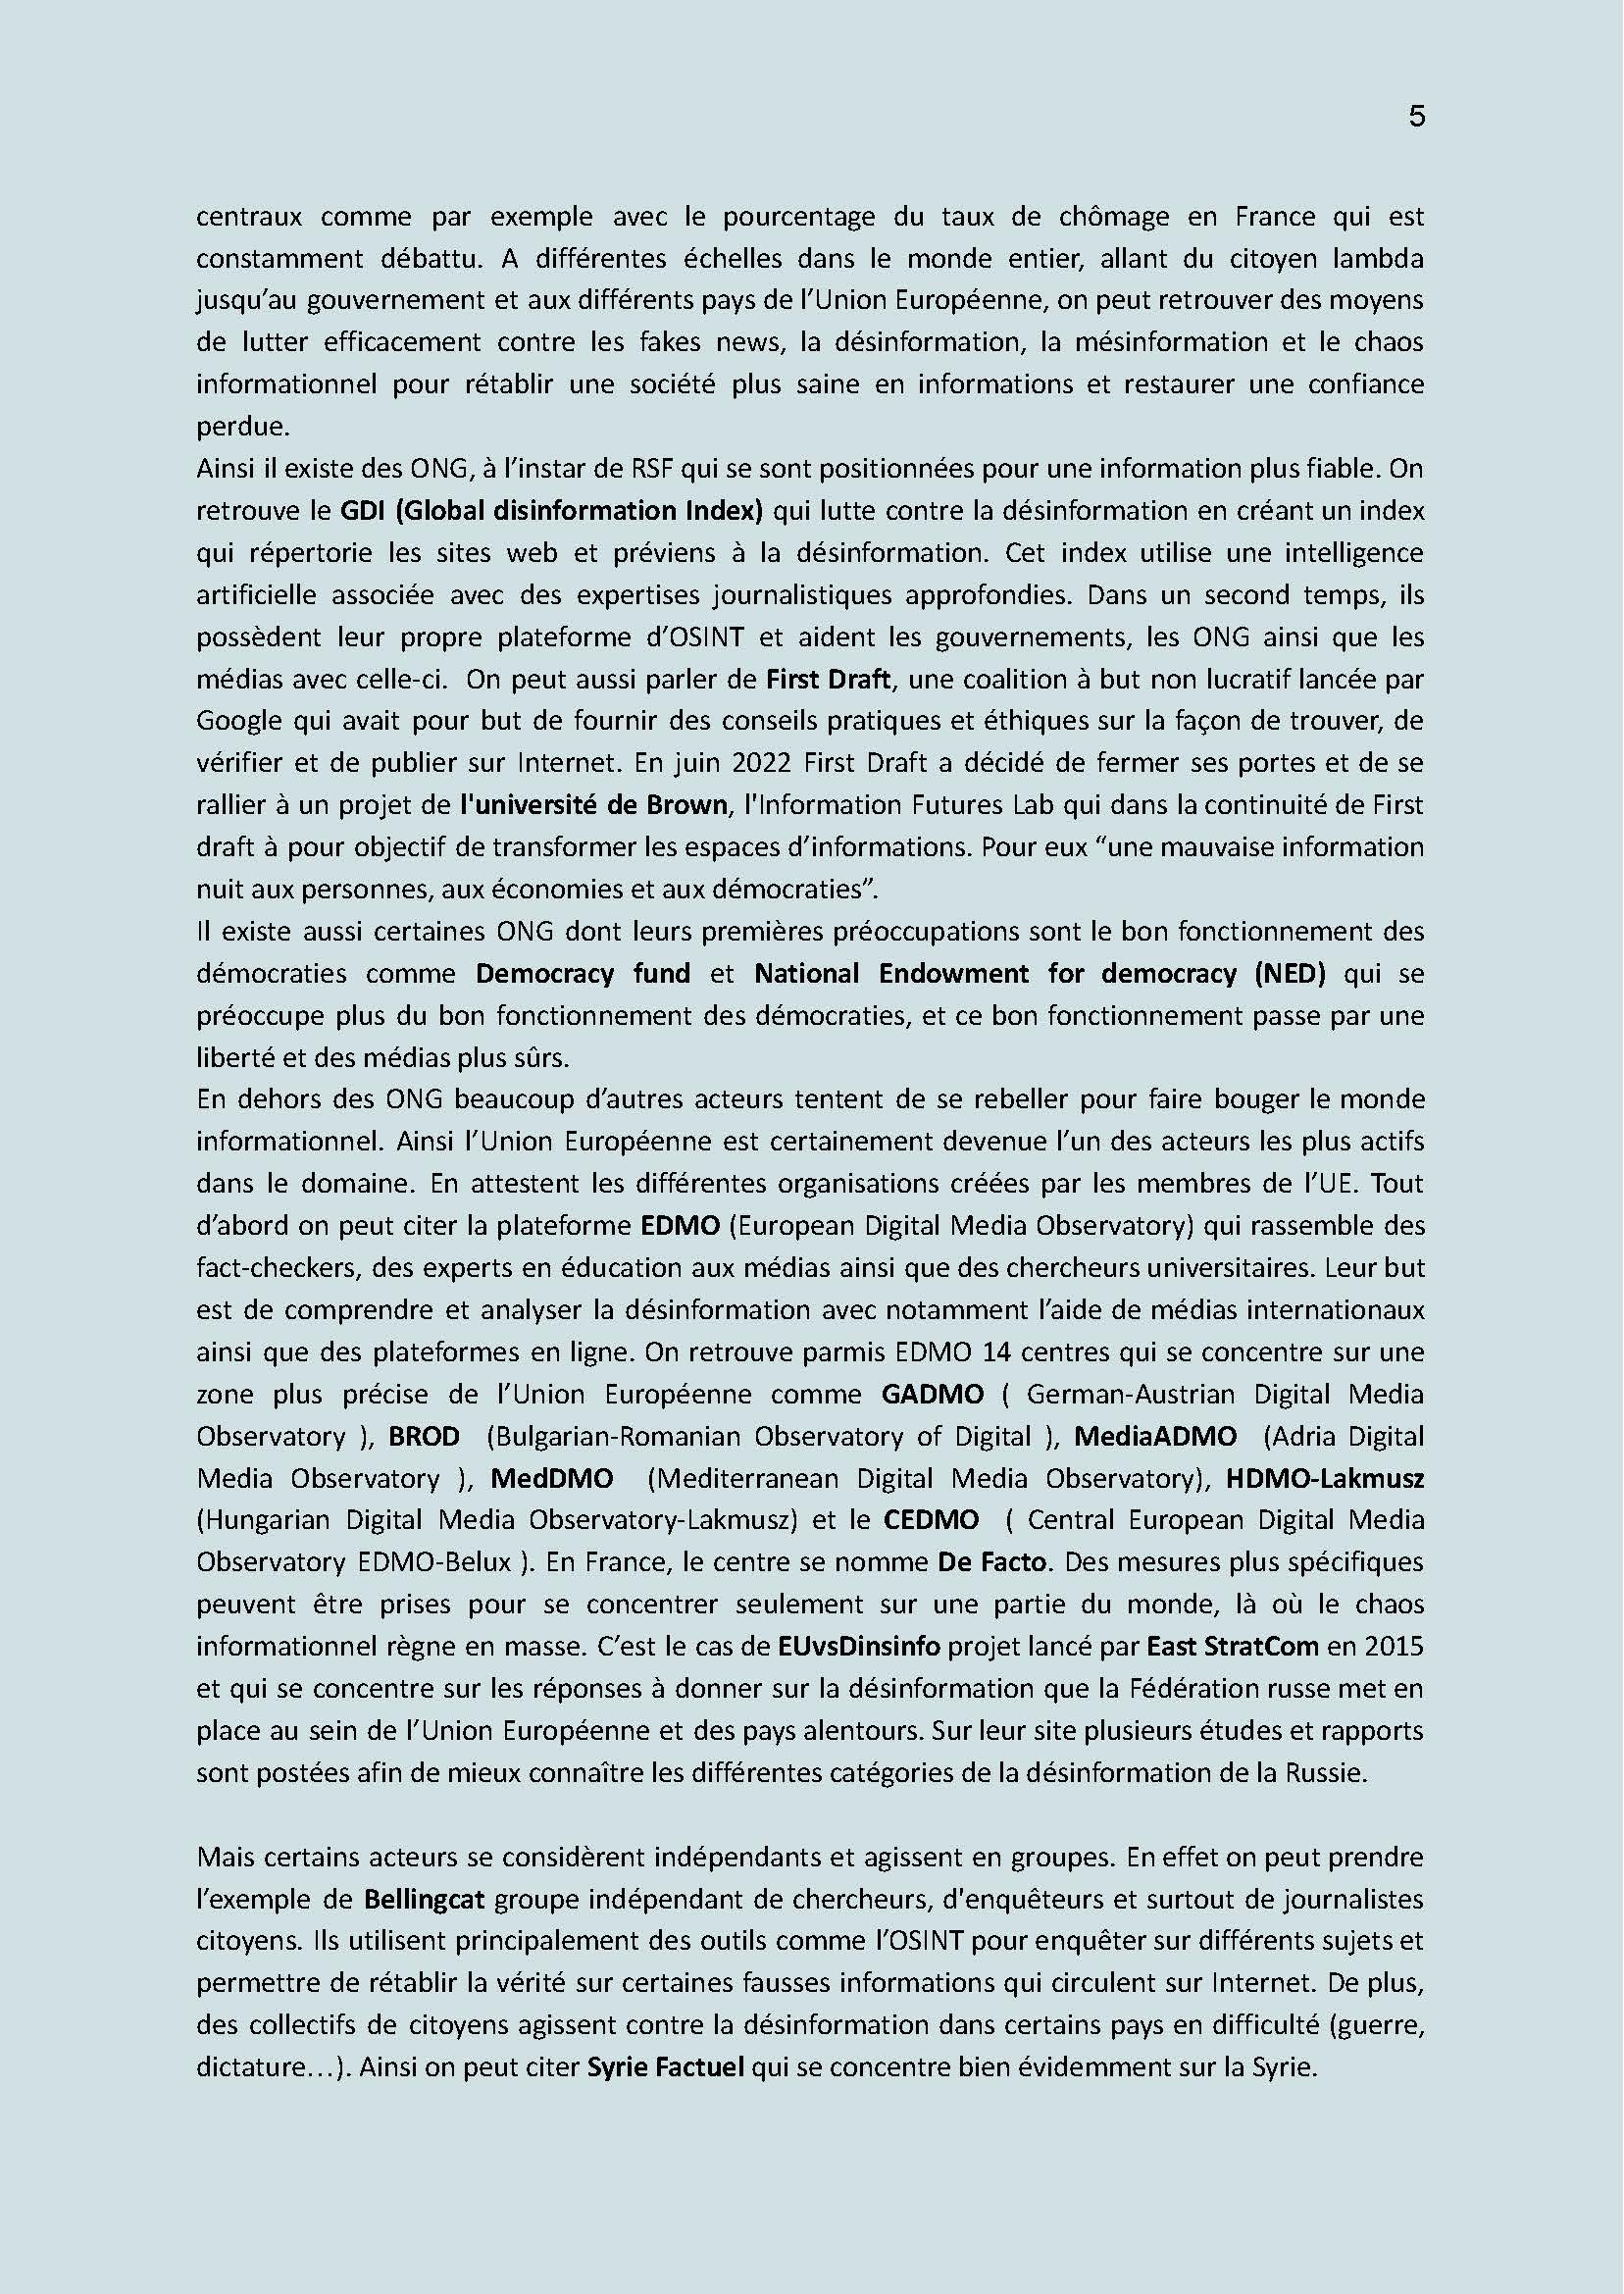 5
centraux comme par exemple avec le pourcentage du taux de chômage en France qui est
constamment débattu. A différentes échelles dans le monde entier, allant du citoyen lambda
jusqu’au gouvernement et aux différents pays de l’Union Européenne, on peut retrouver des moyens
de lutter efficacement contre les fakes news, la désinformation, la mésinformation et le chaos
informationnel pour rétablir une société plus saine en informations et restaurer une confiance
perdue.
Ainsi il existe des ONG, à l’instar de RSF qui se sont positionnées pour une information plus fiable. On
retrouve le GDI (Global disinformation Index) qui lutte contre la désinformation en créant un index
qui répertorie les sites web et préviens à la désinformation. Cet index utilise une intelligence
artificielle associée avec des expertises journalistiques approfondies. Dans un second temps, ils
possèdent leur propre plateforme d’OSINT et aident les gouvernements, les ONG ainsi que les
médias avec celle-ci. On peut aussi parler de First Draft, une coalition à but non lucratif lancée par
Google qui avait pour but de fournir des conseils pratiques et éthiques sur la façon de trouver, de
vérifier et de publier sur Internet. En juin 2022 First Draft a décidé de fermer ses portes et de se
rallier à un projet de l'université de Brown, l'Information Futures Lab qui dans la continuité de First
draft à pour objectif de transformer les espaces d’informations. Pour eux “une mauvaise information
nuit aux personnes, aux économies et aux démocraties”.
Il existe aussi certaines ONG dont leurs premières préoccupations sont le bon fonctionnement des
démocraties comme Democracy fund et National Endowment for democracy (NED) qui se
préoccupe plus du bon fonctionnement des démocraties, et ce bon fonctionnement passe par une
liberté et des médias plus sûrs.
En dehors des ONG beaucoup d’autres acteurs tentent de se rebeller pour faire bouger le monde
informationnel. Ainsi l’Union Européenne est certainement devenue l’un des acteurs les plus actifs
dans le domaine. En attestent les différentes organisations créées par les membres de l’UE. Tout
d’abord on peut citer la plateforme EDMO (European Digital Media Observatory) qui rassemble des
fact-checkers, des experts en éducation aux médias ainsi que des chercheurs universitaires. Leur but
est de comprendre et analyser la désinformation avec notamment l’aide de médias internationaux
ainsi que des plateformes en ligne. On retrouve parmis EDMO 14 centres qui se concentre sur une
zone plus précise de l’Union Européenne comme GADMO ( German-Austrian Digital Media
Observatory ), BROD (Bulgarian-Romanian Observatory of Digital ), MediaADMO (Adria Digital
Media Observatory ), MedDMO (Mediterranean Digital Media Observatory), HDMO-Lakmusz
(Hungarian Digital Media Observatory-Lakmusz) et le CEDMO ( Central European Digital Media
Observatory EDMO-Belux ). En France, le centre se nomme De Facto. Des mesures plus spécifiques
peuvent être prises pour se concentrer seulement sur une partie du monde, là où le chaos
informationnel règne en masse. C’est le cas de EUvsDinsinfo projet lancé par East StratCom en 2015
et qui se concentre sur les réponses à donner sur la désinformation que la Fédération russe met en
place au sein de l’Union Européenne et des pays alentours. Sur leur site plusieurs études et rapports
sont postées afin de mieux connaître les différentes catégories de la désinformation de la Russie.
Mais certains acteurs se considèrent indépendants et agissent en groupes. En effet on peut prendre
l’exemple de Bellingcat groupe indépendant de chercheurs, d'enquêteurs et surtout de journalistes
citoyens. Ils utilisent principalement des outils comme l’OSINT pour enquêter sur différents sujets et
permettre de rétablir la vérité sur certaines fausses informations qui circulent sur Internet. De plus,
des collectifs de citoyens agissent contre la désinformation dans certains pays en difficulté (guerre,
dictature…). Ainsi on peut citer Syrie Factuel qui se concentre bien évidemment sur la Syrie.